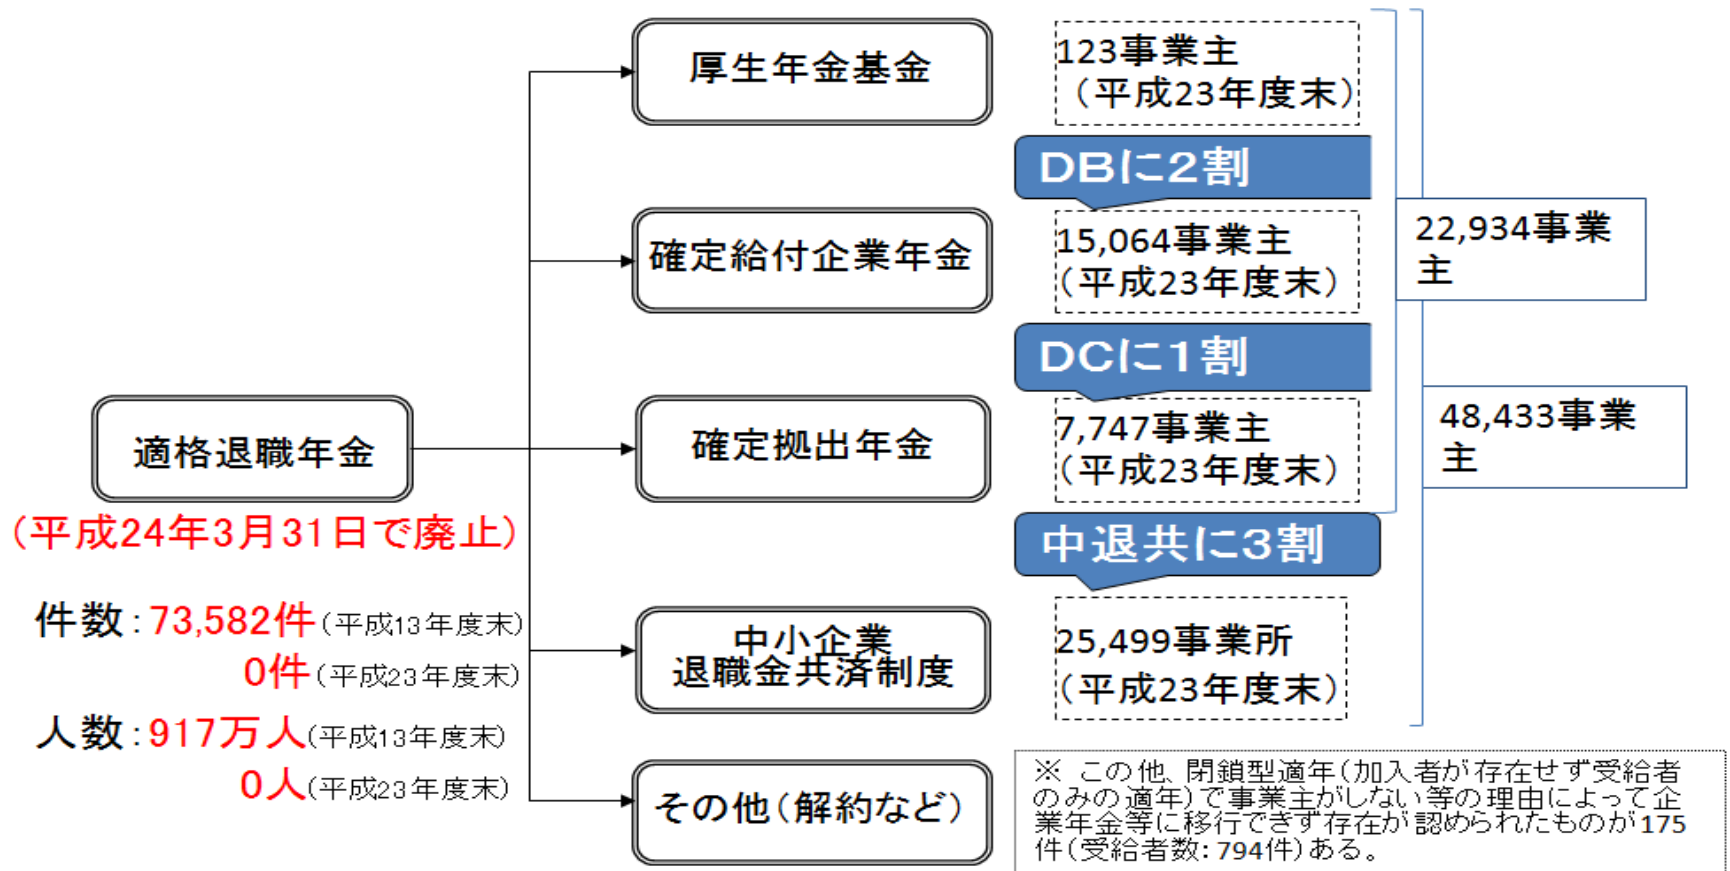 厚生年金基金
123事業主
（平成23年度末）
DBに2割
確定給付企業年金
15,064事業主
（平成23年度末）
22,934事業
主
DCに1割
適格退職年金
（平成24年3月31日で廃止）
確定拠出年金
7,747事業主
（平成23年度末）
48,433事業
主
中退共に3割
件数：73,582件（平成13年度末）
0件（平成23年度末）
人数：917万人（平成13年度末）
0人（平成23年度末）
中小企業
退職金共済制度
25,499事業所
（平成23年度末）
その他（解約など）
※ この他、閉鎖型適年（加入者が存在せず受給者
のみの適年）で事業主がしない等の理由によって企
業年金等に移行できず存在が認められたものが175
件（受給者数：794件）ある。